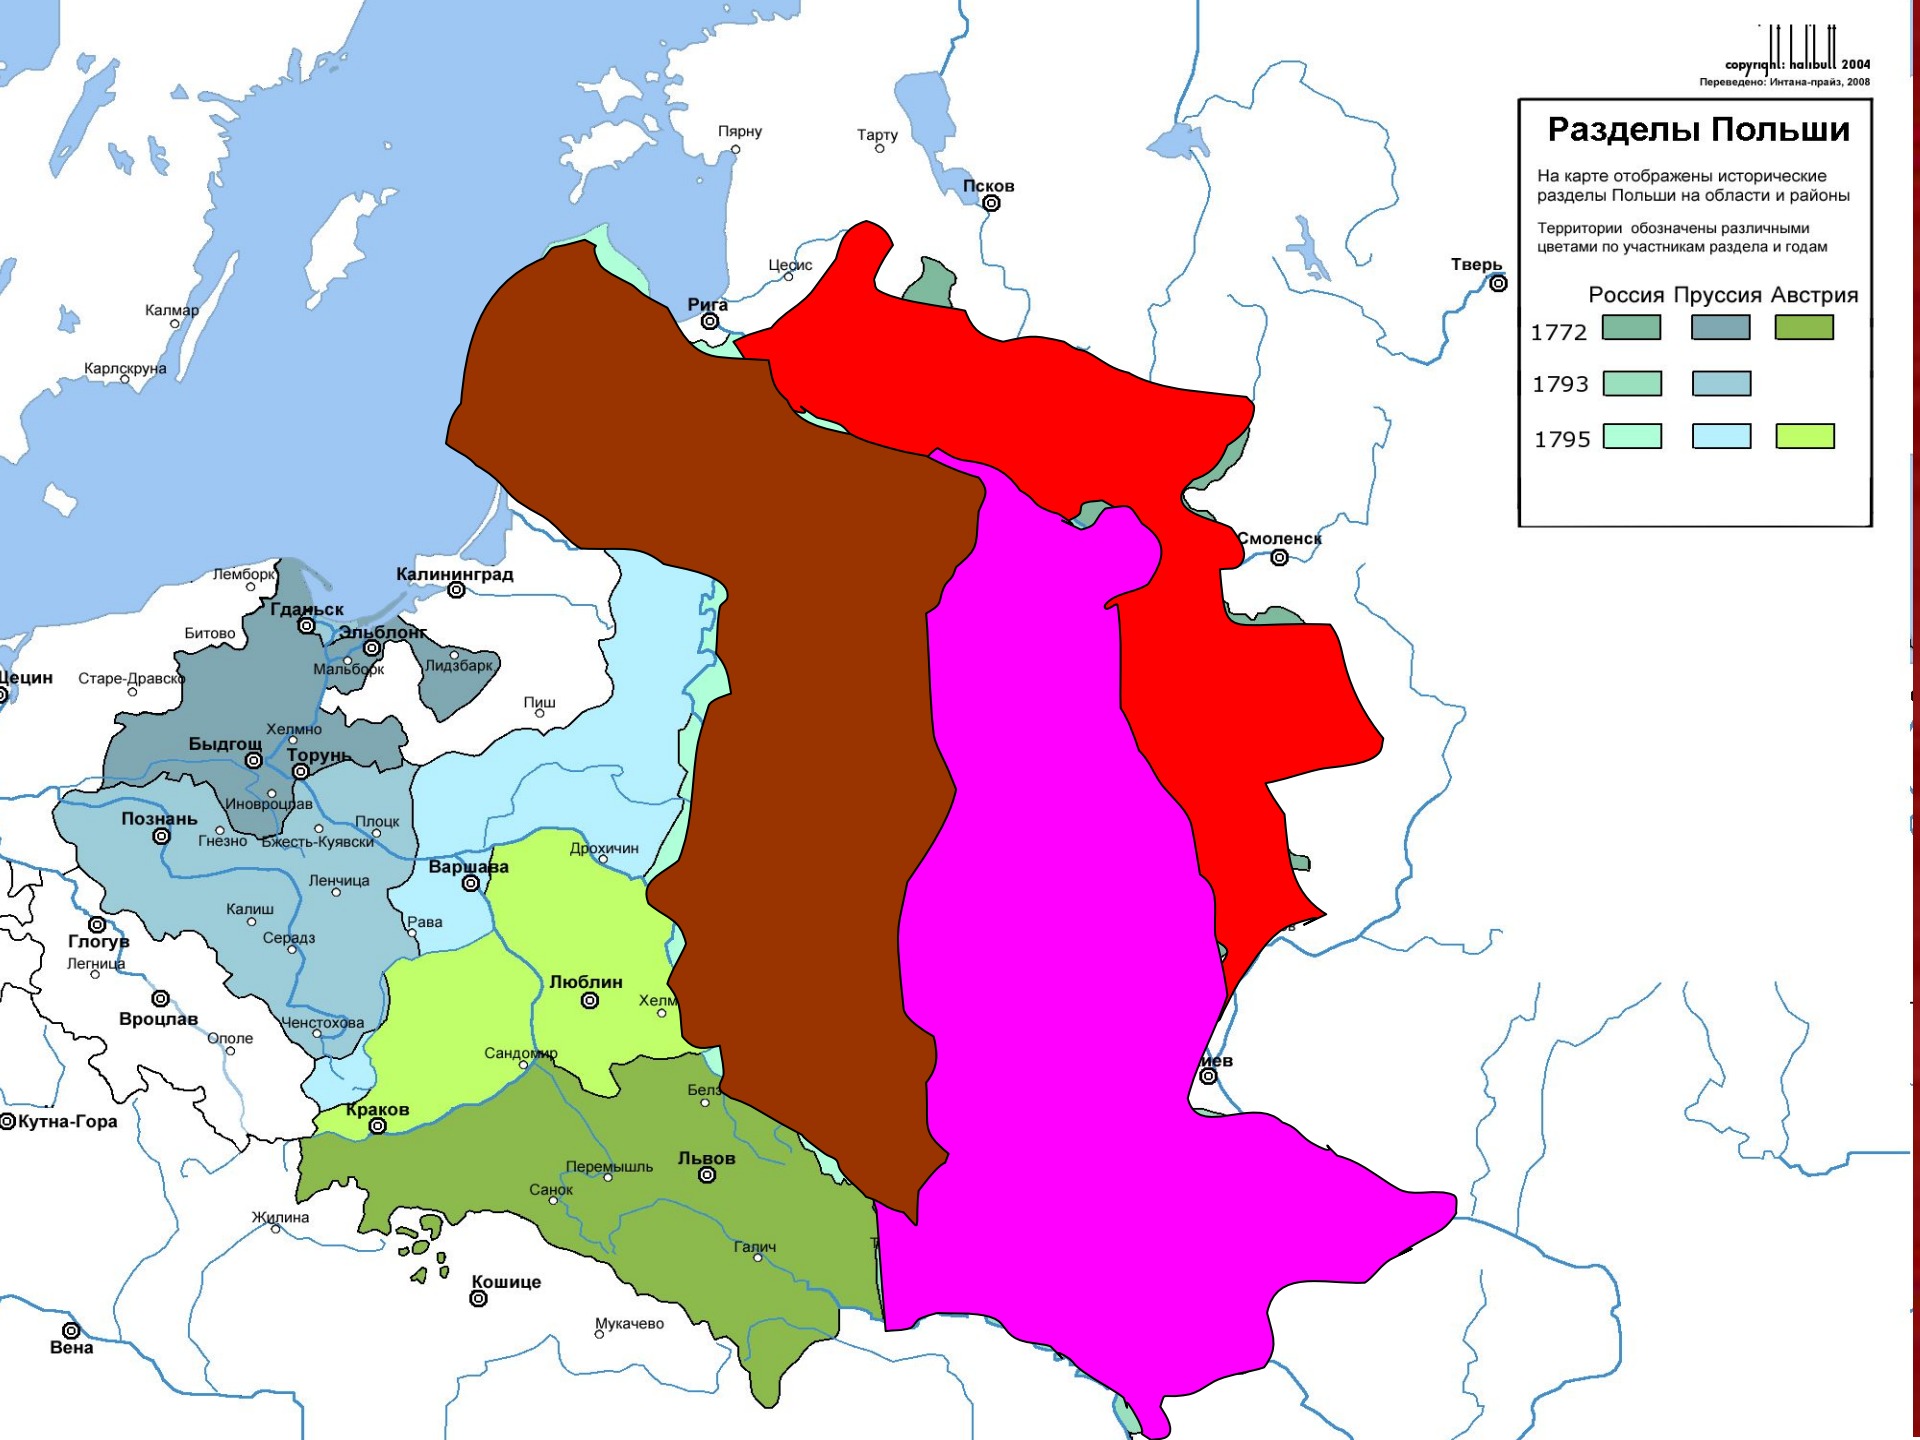 copyright: halibutt 2004
Переведено: Интана-прайз, 2008
Разделы Польши
На карте отображены исторические
разделы Польши на области и районы
Территории обозначены различными
цветами по участникам раздела и годам
Россия Пруссия Австрия
1772
1793
1795
Пярну
Тарту
Псков
Цесис
Рига
Тверь
Калмар
Карлскруна
Смоленск
Лемборк
Калининград
Гданьск
Битово
Эльблонг
Мальборк
Лидзбарк
Щецин
Старе-Дравско
Пиш
Хелмно
Быдгощ
Торунь
Иновроцлав
Познань
Гнезно
Бжесть-Куявски
Плоцк
Дрохичин
Варшава
Ленчица
Калиш
Рава
Серадз
Глогув
Легница
Люблин
Хелм
Вроцлав
Ченстохова
Ополе
Сандомир
иев
Белз
Краков
Кутна-Гора
Львов
Перемышль
Санок
Жилина
Галич
Кошице
Мукачево
Вена